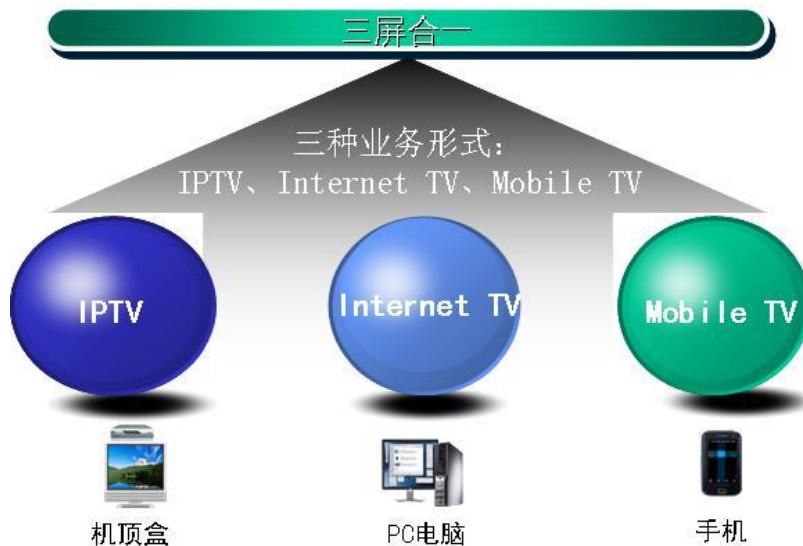 三屏合一
三种业务形式：
IPTV、Internet TV、Mobile TV
IPTV
Internet TV
Mobile TV
机顶盒
PC电脑
手机